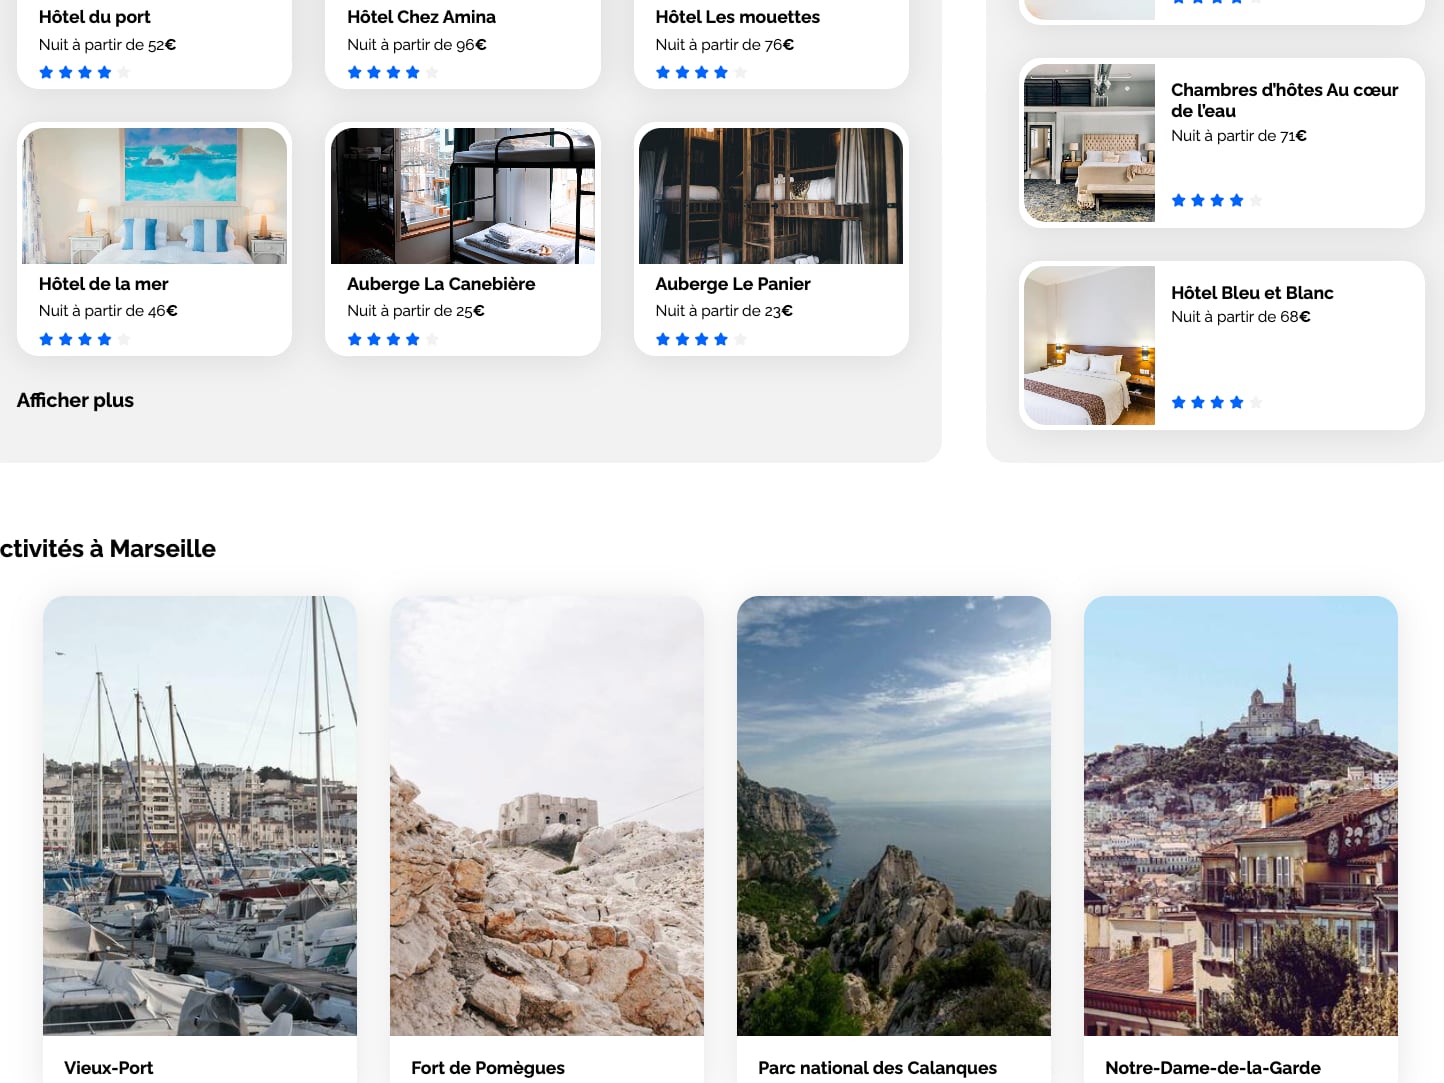 Hôtel du port
Nuit à partir de 52€
Hôtel Chez Amina
Nuit à partir de 96€
Hôtel Les mouettes
Nuit à partir de 76€
Hôtel de la mer
Nuit à partir de 46€
Auberge La Canebière
Nuit à partir de 25€
Auberge Le Panier
Nuit à partir de 23€
Afficher plus
Chambres d'hôtes Au cœur
de l'eau
Nuit à partir de 71€
Hôtel Bleu et Blanc
Nuit à partir de 68€
ctivités à Marseille
Vieux-Port
Fort de Pomègues
Parc national des Calanques
Notre-Dame-de-la-Garde